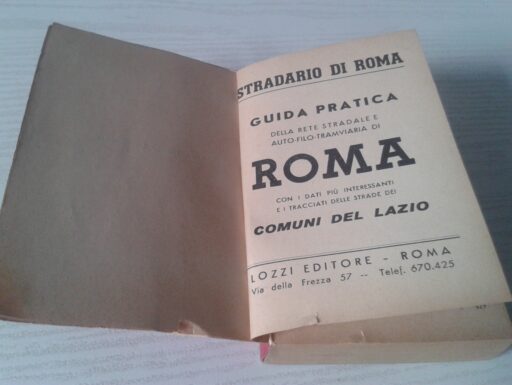 STRADARIO DI ROMA
GUIDA PRATICA
DELLA RETE STRADALE E
AUTO-FILO-TRAMVIARIA DI
ROMA
CON I DATI PIÙ INTERESSANTI
E I TRACCIATI DELLE STRADE DEI
COMUNI DEL LAZIO
LOZZI EDITORE - ROMA
Via della Frezza 57 -- Telef. 670.425